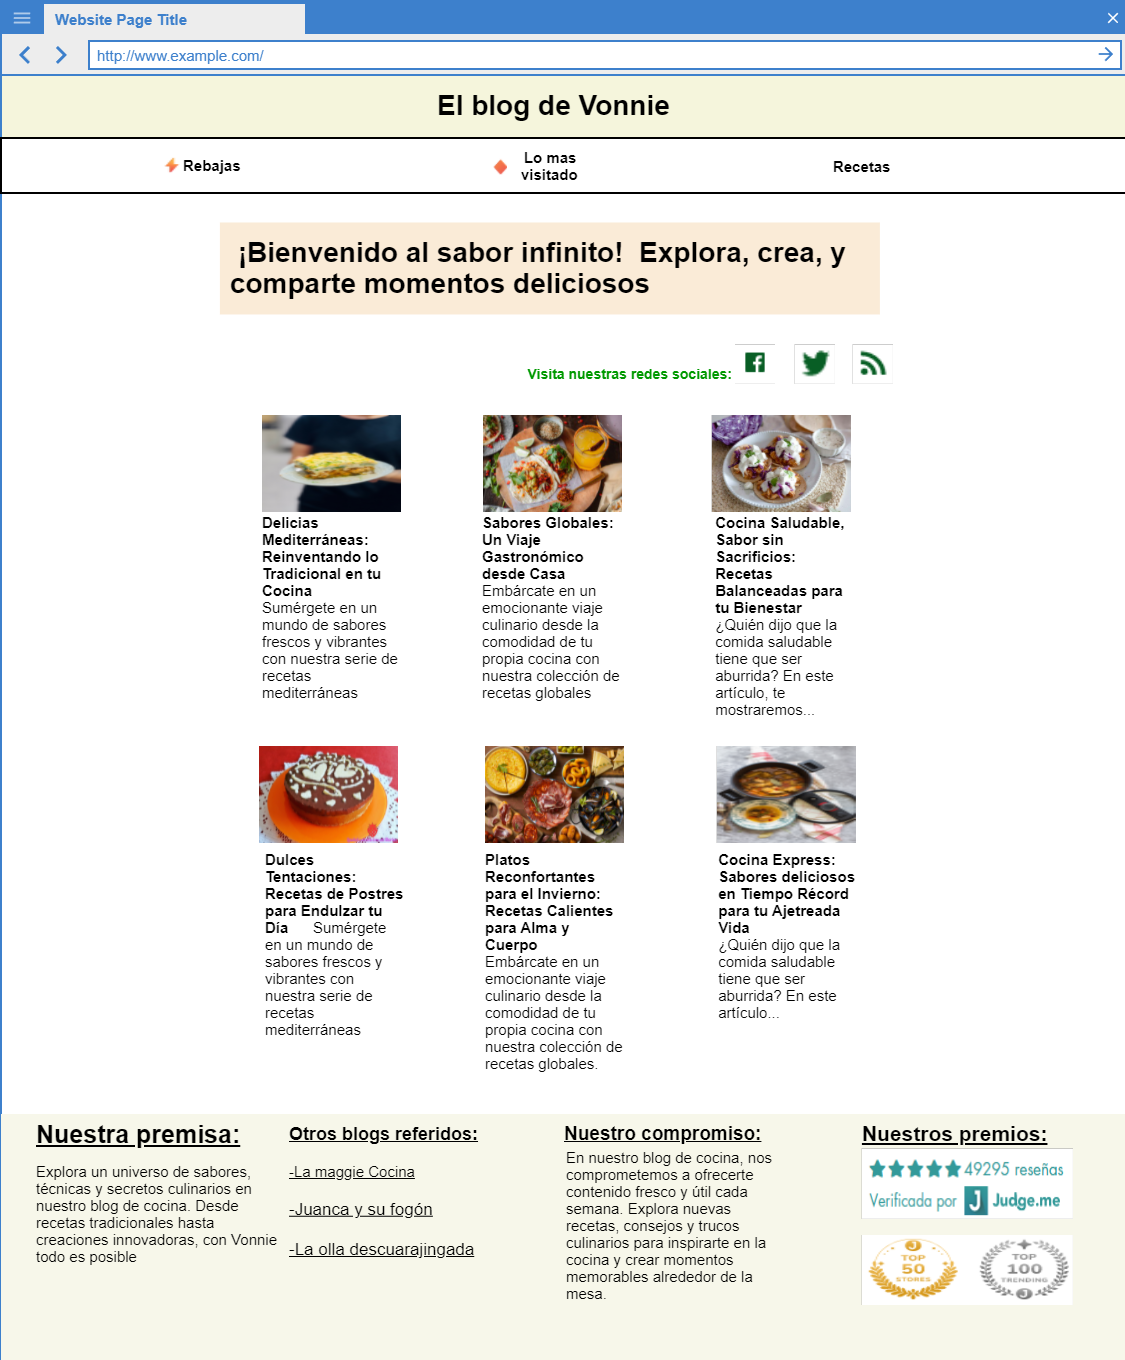 Website Page Title
http://www.example.com/
El blog de Vonnie
Rebajas
Lo mas
visitado
Recetas
¡Bienvenido al sabor infinito!  Explora, crea, y
comparte momentos deliciosos
Visita nuestras redes sociales:
Delicias
Mediterráneas:
Reinventando lo
Tradicional en tu
Cocina
Sumérgete en un
mundo de sabores
frescos y vibrantes
con nuestra serie de
recetas
mediterráneas
Sabores Globales:
Un Viaje
Gastronómico
desde Casa
Embárcate en un
emocionante viaje
culinario desde la
comodidad de tu
propia cocina con
nuestra colección de
recetas globales
Cocina Saludable,
Sabor sin
Sacrificios:
Recetas
Balanceadas para
tu Bienestar
¿Quién dijo que la
comida saludable
tiene que ser
aburrida? En este
artículo, te
mostraremos...
Dulces
Tentaciones:
Recetas de Postres
para Endulzar tu
Día Sumérgete
en un mundo de
sabores frescos y
vibrantes con
nuestra serie de
recetas
mediterráneas
Platos
Reconfortantes
para el Invierno:
Recetas Calientes
para Alma y
Cuerpo
Embárcate en un
emocionante viaje
culinario desde la
comodidad de tu
propia cocina con
nuestra colección de
recetas globales.
Cocina Express:
Sabores deliciosos
en Tiempo Récord
para tu Ajetreada
Vida
¿Quién dijo que la
comida saludable
tiene que ser
aburrida? En este
artículo...
Nuestra premisa:
Explora un universo de sabores,
técnicas y secretos culinarios en
nuestro blog de cocina. Desde
recetas tradicionales hasta
creaciones innovadoras, con Vonnie
todo es posible
Otros blogs referidos:
-La maggie Cocina
-Juanca y su fogón
-La olla descuarajingada
Nuestro compromiso:
En nuestro blog de cocina, nos
comprometemos a ofrecerte
contenido fresco y útil cada
semana. Explora nuevas
recetas, consejos y trucos
culinarios para inspirarte en la
cocina y crear momentos
memorables alrededor de la
mesa.
Nuestros premios:
49295 reseñas
Verificada por J Judge.me
J
TOP
50
STORES
TOP
100
TRENDING
J